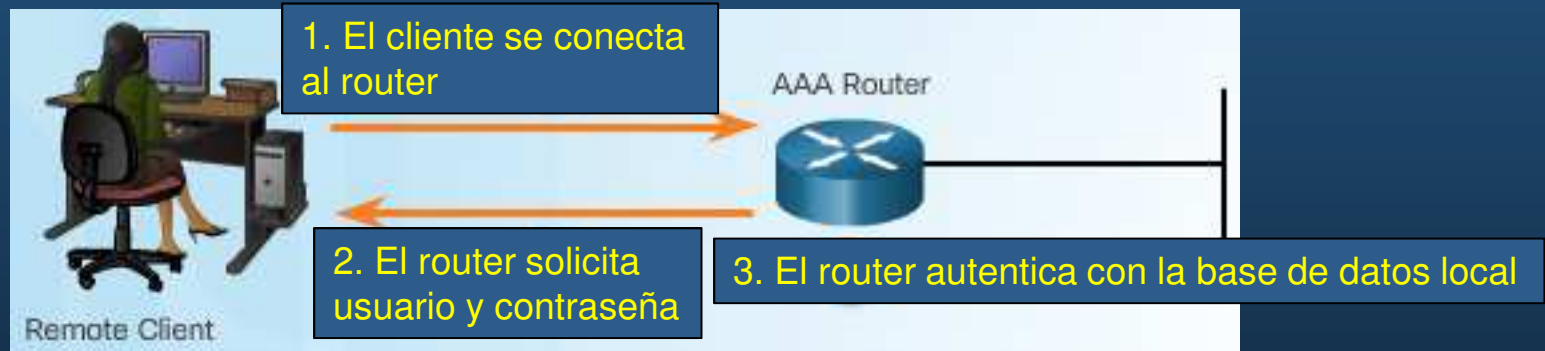 1. El cliente se conecta
al router
AAA Router
2. El router solicita
usuario y contraseña
3. El router autentica con la base de datos local
Remote Client